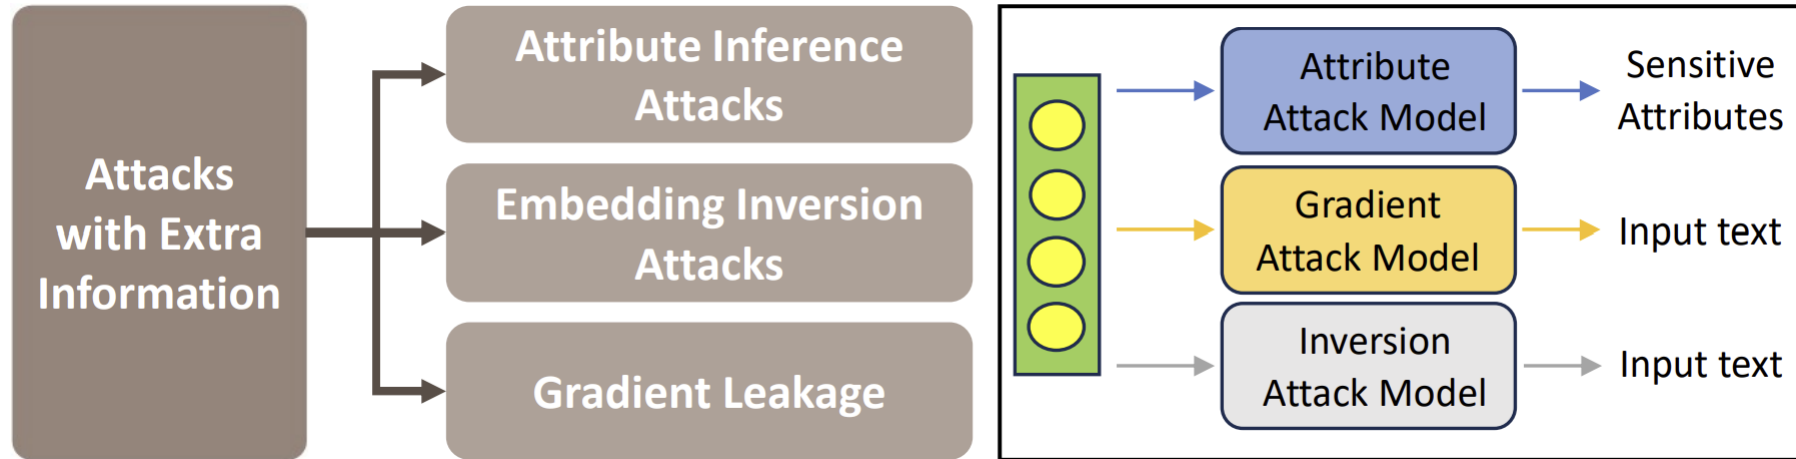 Attacks
with Extra
Information
Attribute Inference
Attacks
Embedding Inversion
Attacks
Gradient Leakage
Attribute
Attack Model
Sensitive
Attributes
Gradient
Attack Model
Input text
Inversion
Attack Model
Input text